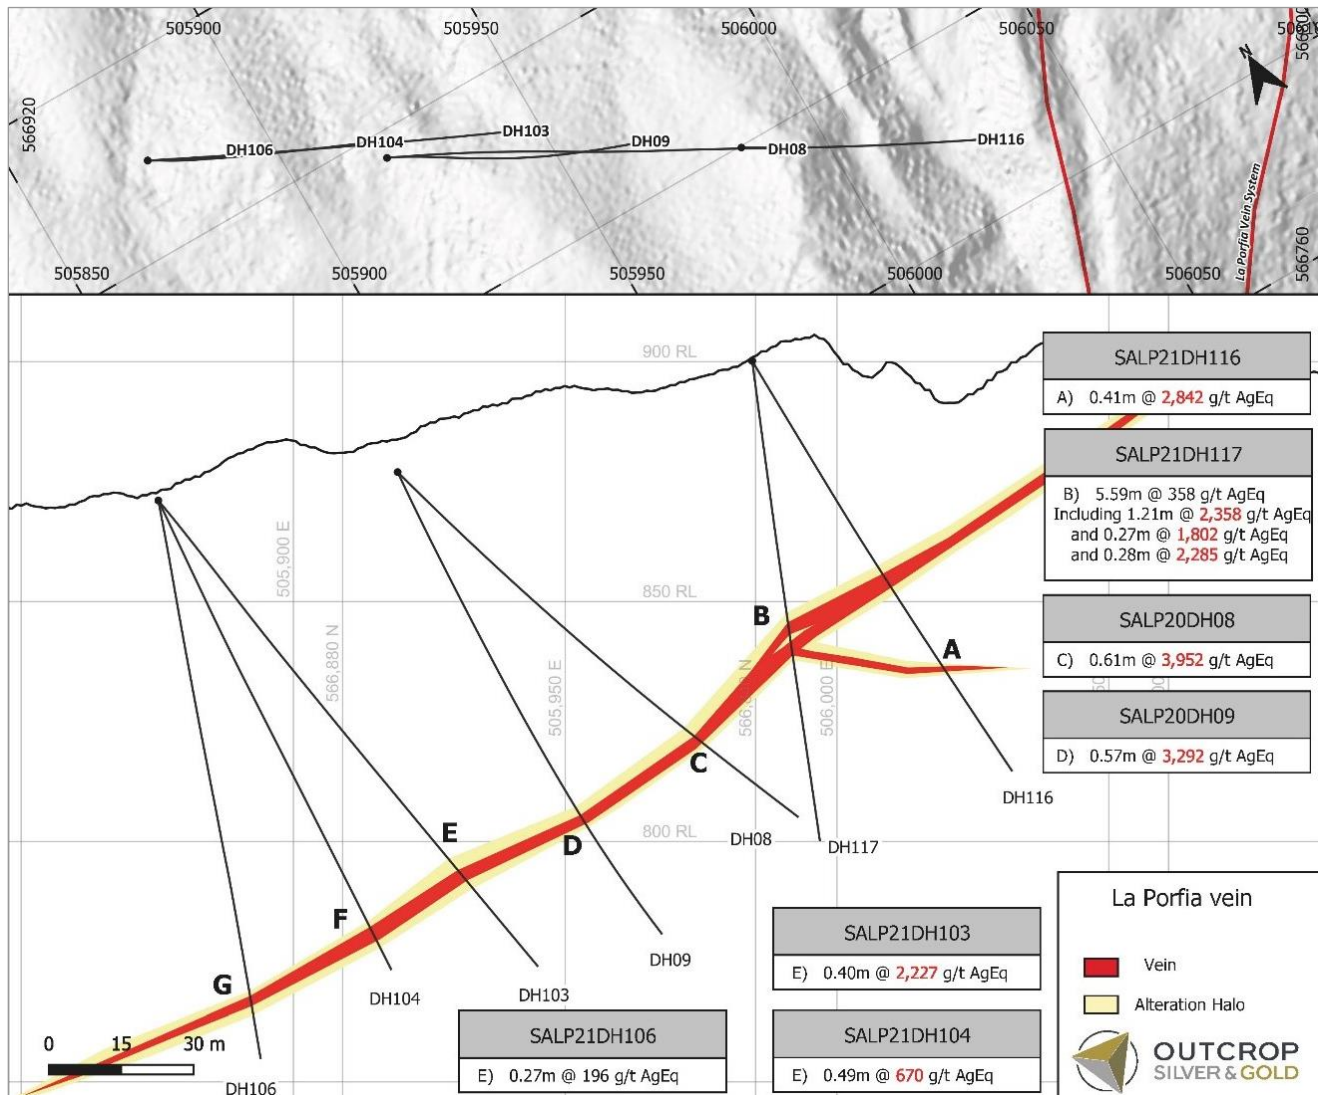 505900
505950
506000
506050
566800
566920
N
DH106
DH104
DH103
DH09
DH08
DH116
La Porfia Vein System
566760
505850
505900
505950
506000
506050
900 RL
SALP21DH116
A) 0.41m @ 2,842 g/t AgEq
SALP21DH117
B) 5.59m @ 358 g/t AgEq
Including 1.21m @ 2,358 g/t AgEq
and 0.27m @ 1,802 g/t AgEq
and 0.28m @ 2,285 g/t AgEq
505,900 E
850 RL
566,880 N
B
A
SALP20DH08
C) 0.61m @ 3,952 g/t AgEq
505,950 E
506,000 E
C
SALP20DH09
D) 0.57m @ 3,292 g/t AgEq
DH116
800 RL
DH08
DH117
E
D
F
G
La Porfia vein
Vein
Alteration Halo
OUTCROP
SILVER & GOLD
SALP21DH103
E) 0.40m @ 2,227 g/t AgEq
DH09
DH104
DH103
SALP21DH106
E) 0.27m @ 196 g/t AgEq
SALP21DH104
E) 0.49m @ 670 g/t AgEq
0 15 30 m
DH106